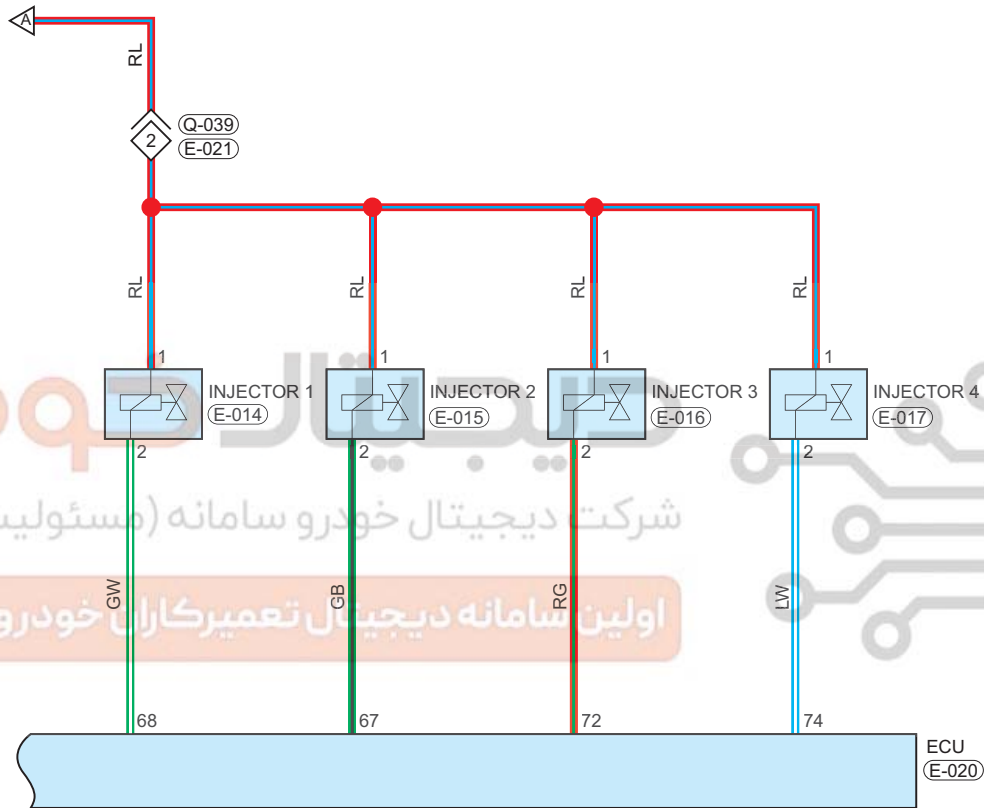 A
RL
Q-039
2
E-021
RL RL RL RL
1 1 1 1
INJECTOR 1 INJECTOR 2 INJECTOR 3 INJECTOR 4
E-014 E-015 E-016 E-017
2 2 2 2
دیجیتال خود
شرکت دیجیتال خودرو سامانه (مسئولیت
GW GB RG LW
اولین سامانه دیجیتال تعمیرکاران خودرو
68 67 72 74
ECU
E-020